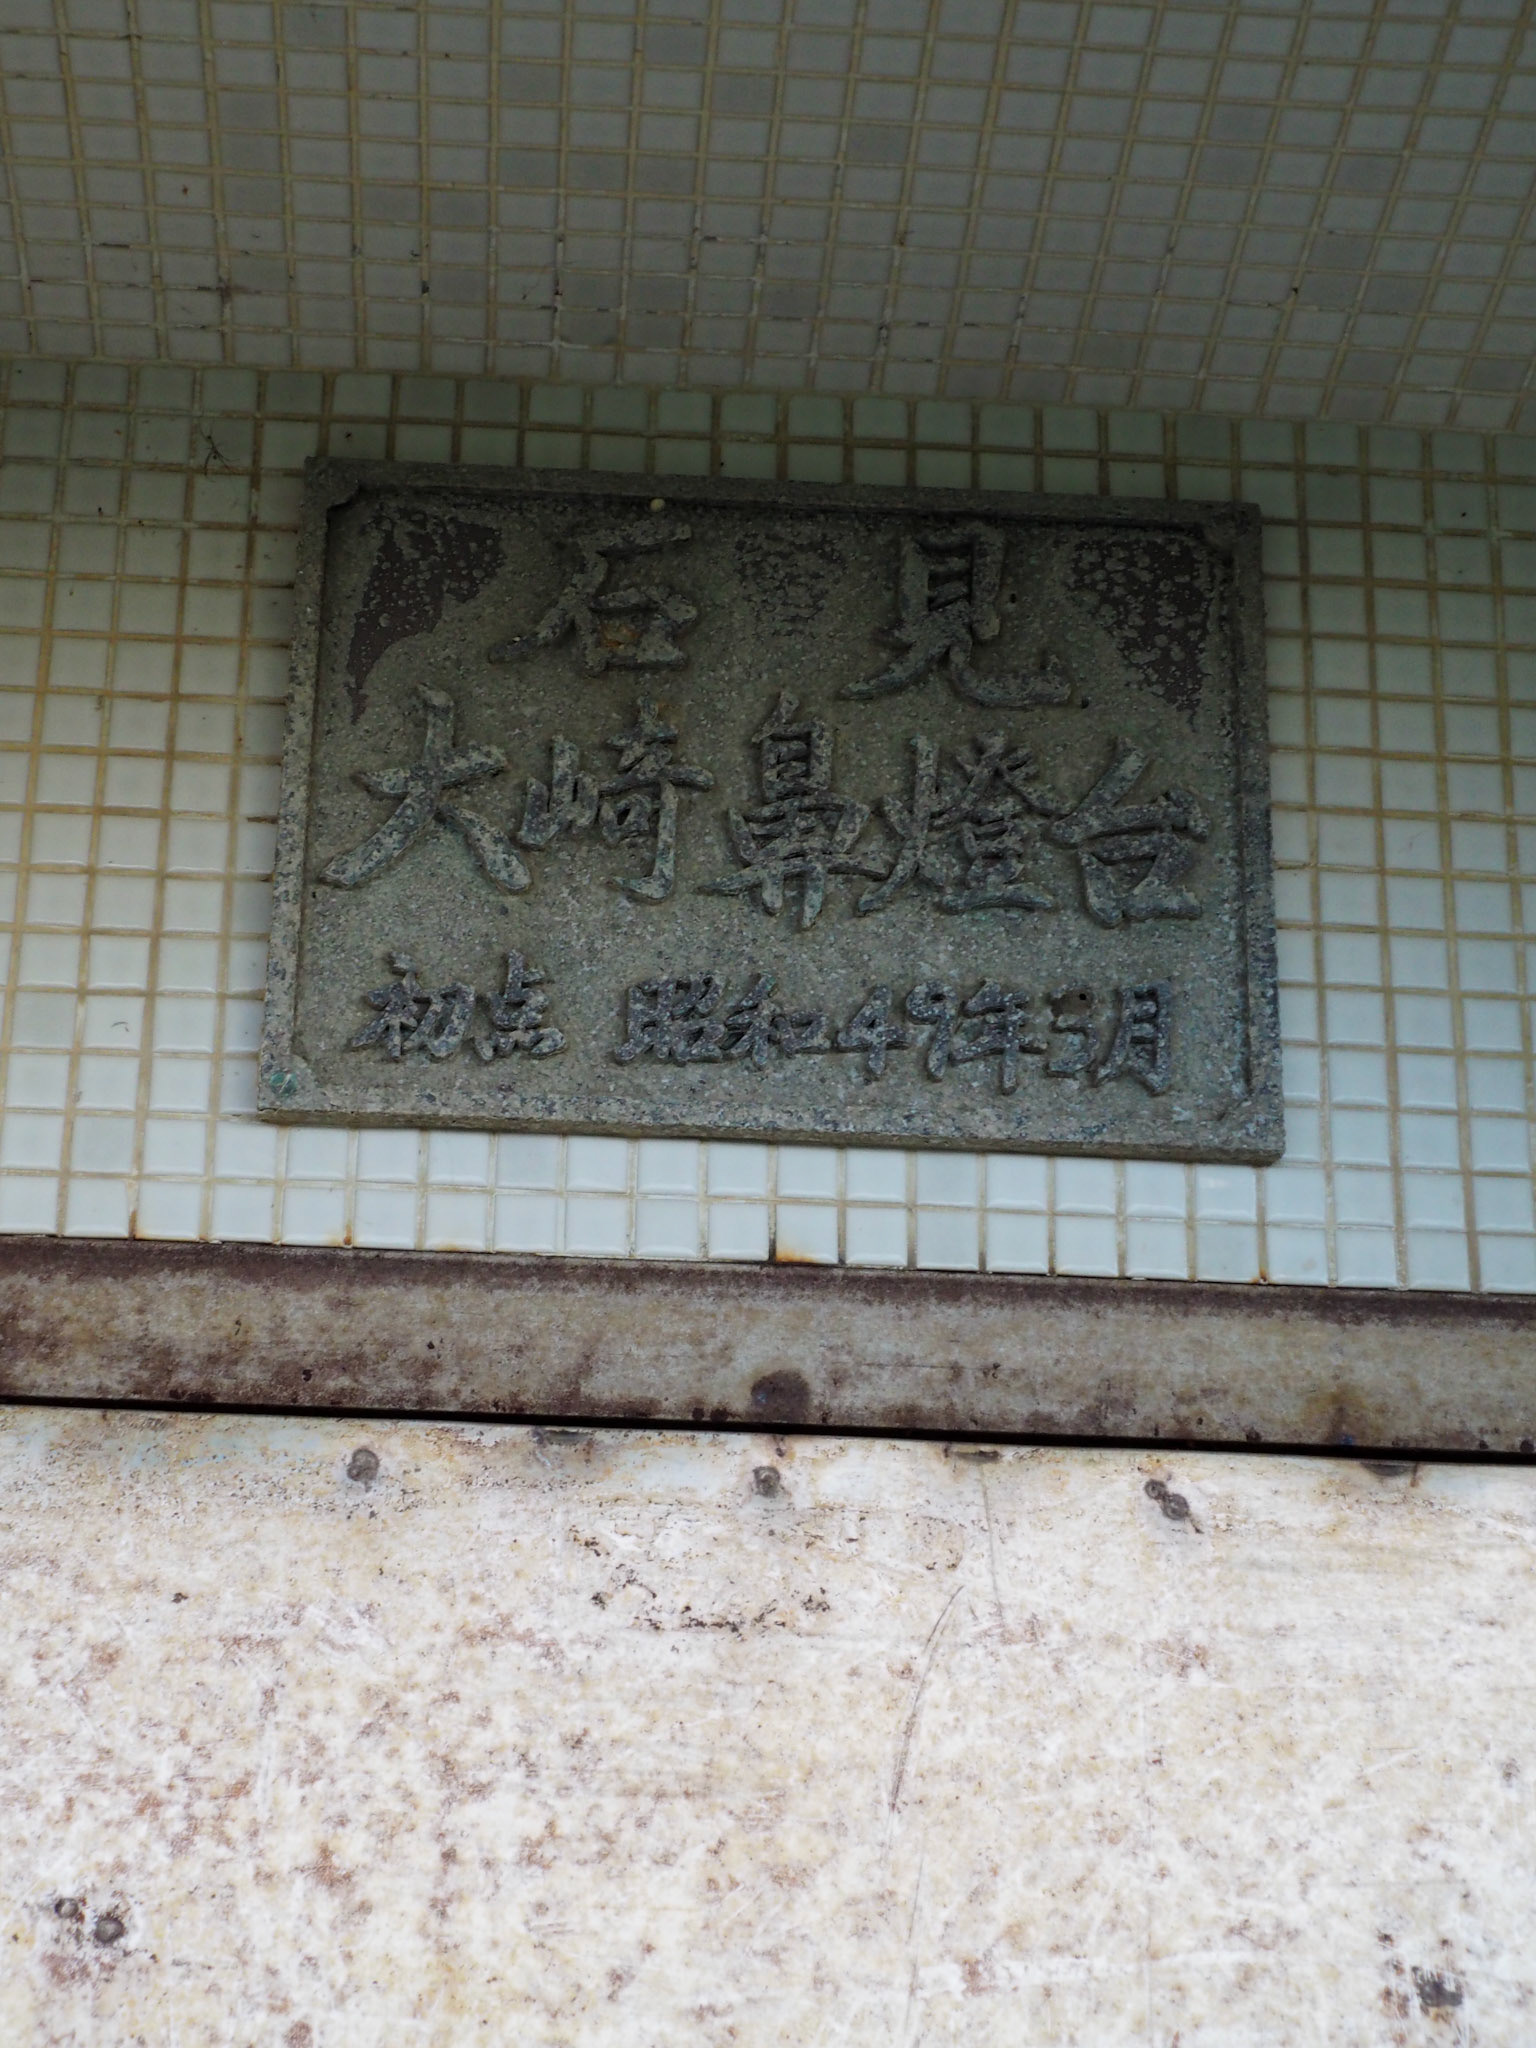 石見
大崎鼻燈台
初点 昭和49年3月